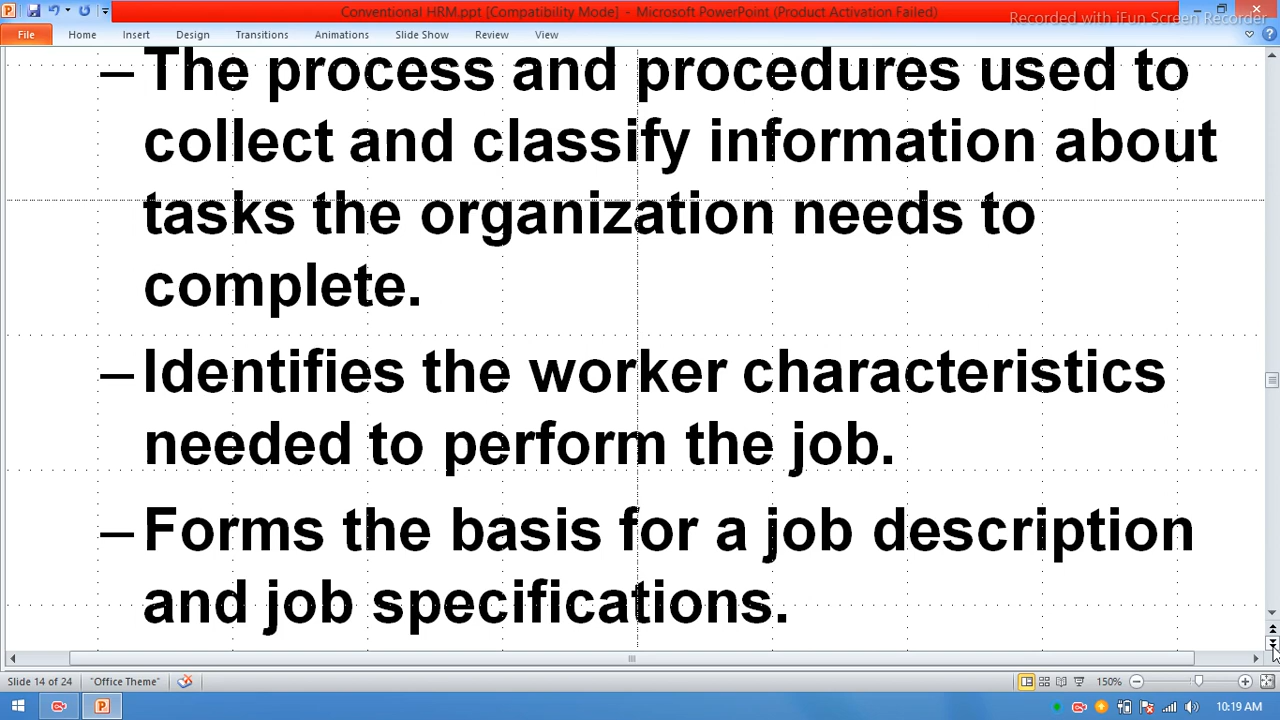 Conventional HRM.ppt [Compatibility Mode] - Microsoft PowerPoint (Product Activation Failed)
Recorded with iFun Screen Recorder
File Home Insert Design Transitions Animations Slide Show Review View
– The process and procedures used to
collect and classify information about
tasks the organization needs to
complete.
– Identifies the worker characteristics
needed to perform the job.
– Forms the basis for a job description
and job specifications.
Slide 14 of 24 "Office Theme" 150%
10:19 AM